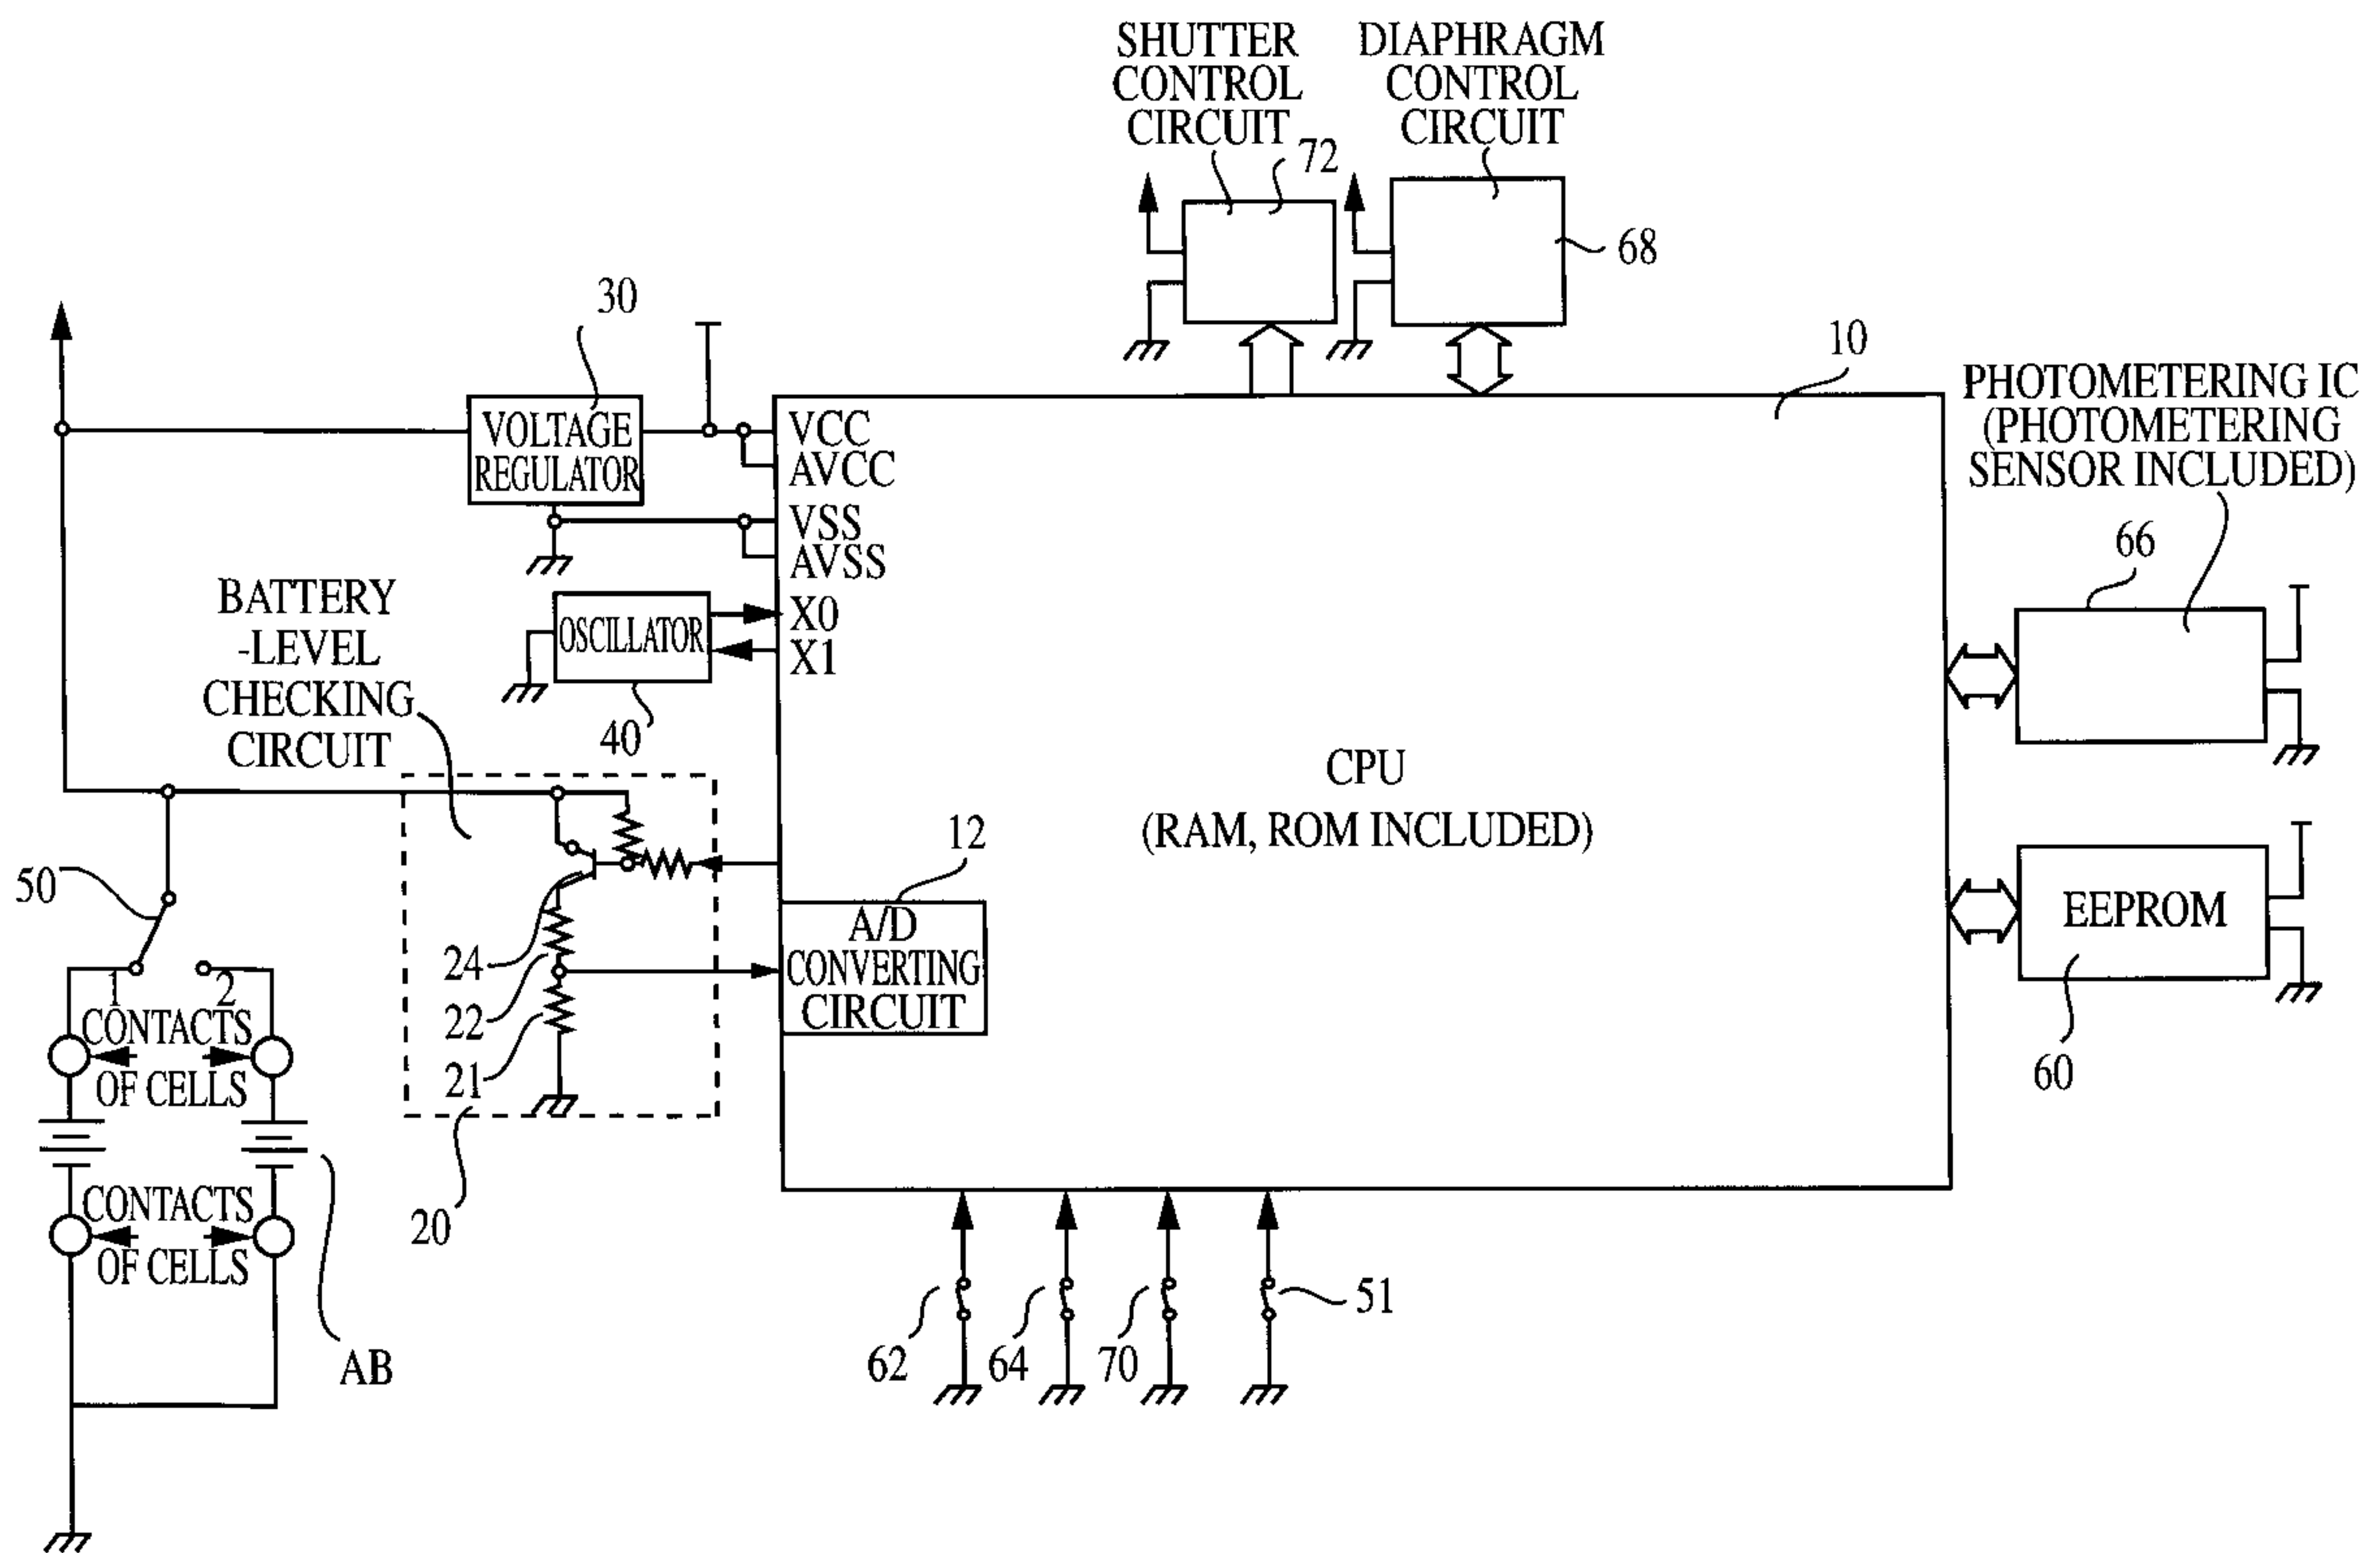 SHUTTER
CONTROL
CIRCUIT
72
DIAPHRAGM
CONTROL
CIRCUIT
68
30
VOLTAGE
REGULATOR
10
VCC
AVCC
VSS
AVSS
X0
X1
PHOTOMETERING IC
(PHOTOMETERING
SENSOR INCLUDED)
66
BATTERY
-LEVEL
CHECKING
CIRCUIT
OSCILLATOR
40
CPU
(RAM, ROM INCLUDED)
12
A/D
CONVERTING
CIRCUIT
EEPROM
60
50
1
2
CONTACTS
OF CELLS
CONTACTS
OF CELLS
AB
24
22
21
20
62
64
70
51